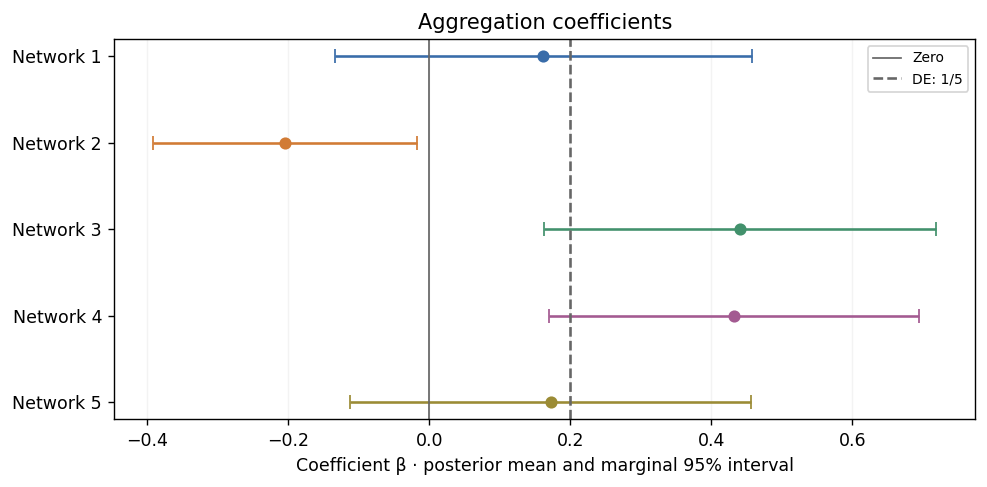 Aggregation coefficients
Zero
DE: 1/5
Network 1
Network 2
Network 3
Network 4
Network 5
−0.4 −0.2 0.0 0.2 0.4 0.6
Coefficient β · posterior mean and marginal 95% interval